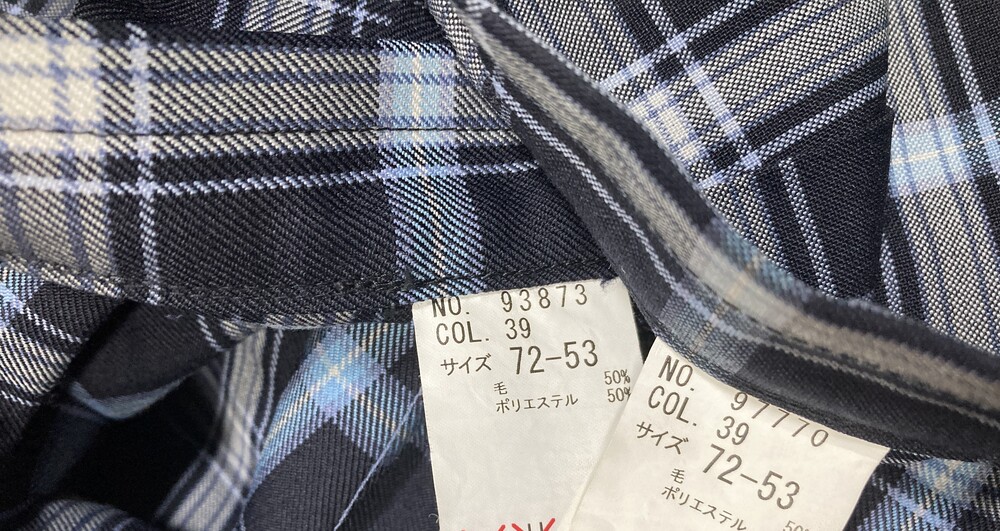 NO. 93873
COL. 39
サイズ 72-53
毛 50%
ポリエステル 50%
NO. 97770
COL. 39
サイズ 72-53
毛
ポリエステル